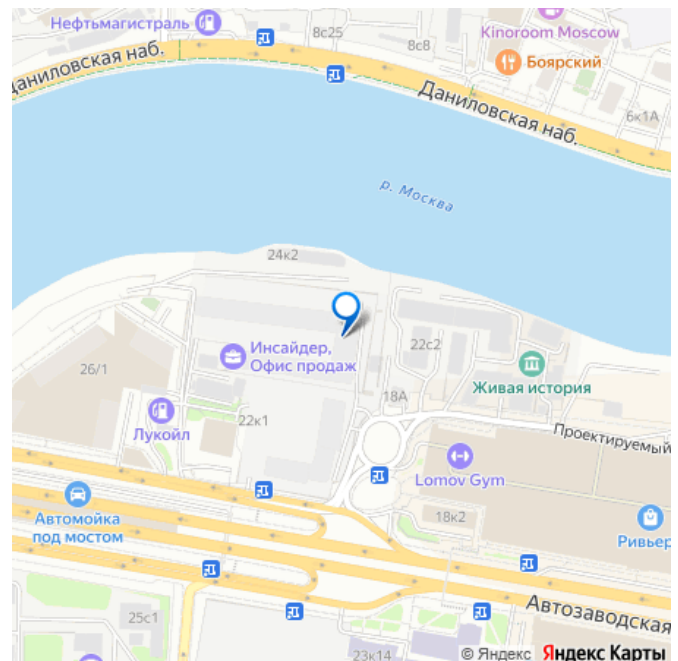 Нефтьмагистраль
8с25
8с8
Kinoroom Moscow
Боярский
Даниловская наб.
Даниловская наб.
6к1А
р. Москва
24к2
Инсайдер,
Офис продаж
22с2
26/1
Живая история
18А
Лукойл
22к1
Проектируемый
Lomov Gym
Автомойка
под мостом
18к2
Ривьер
25с1
Автозаводская
23к14
© Яндекс Яндекс Карты